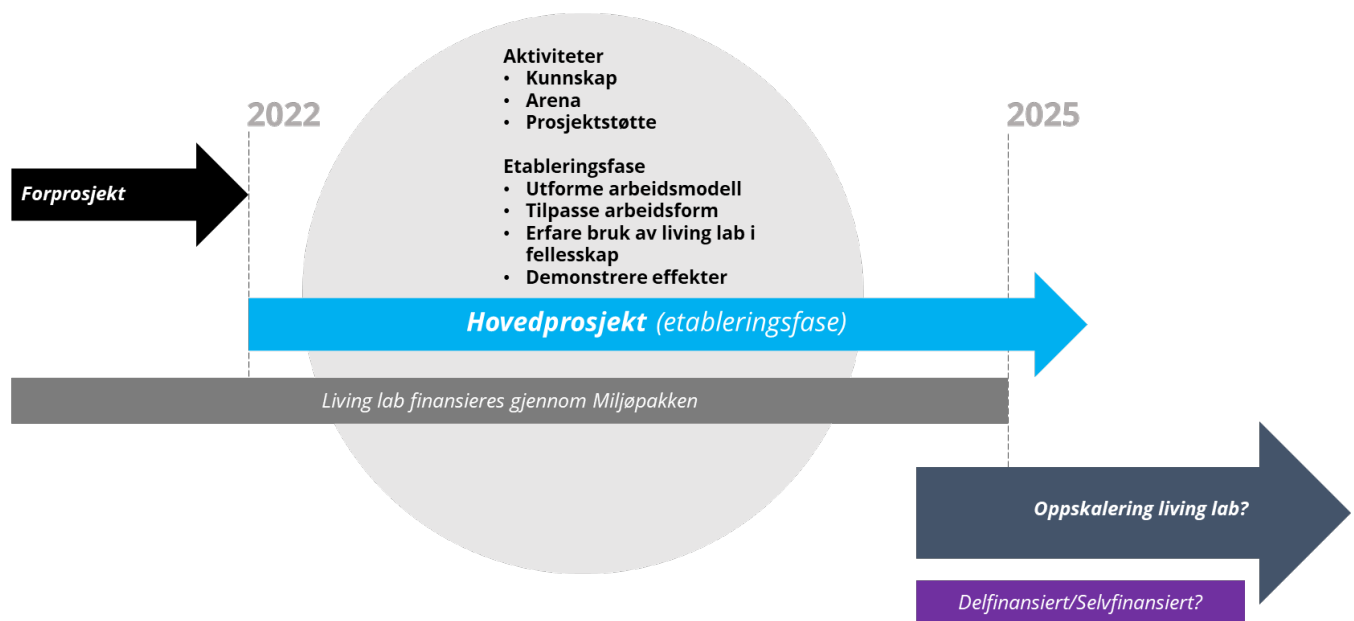 Aktiviteter
• Kunnskap
• Arena
• Prosjektstøtte
2022
2025
Etableringsfase
• Utforme arbeidsmodell
• Tilpasse arbeidsform
• Erfare bruk av living lab i
fellesskap
• Demonstrere effekter
Forprosjekt
Hovedprosjekt (etableringsfase)
Living lab finansieres gjennom Miljøpakken
Oppskalering living lab?
Delfinansiert/Selvfinansiert?